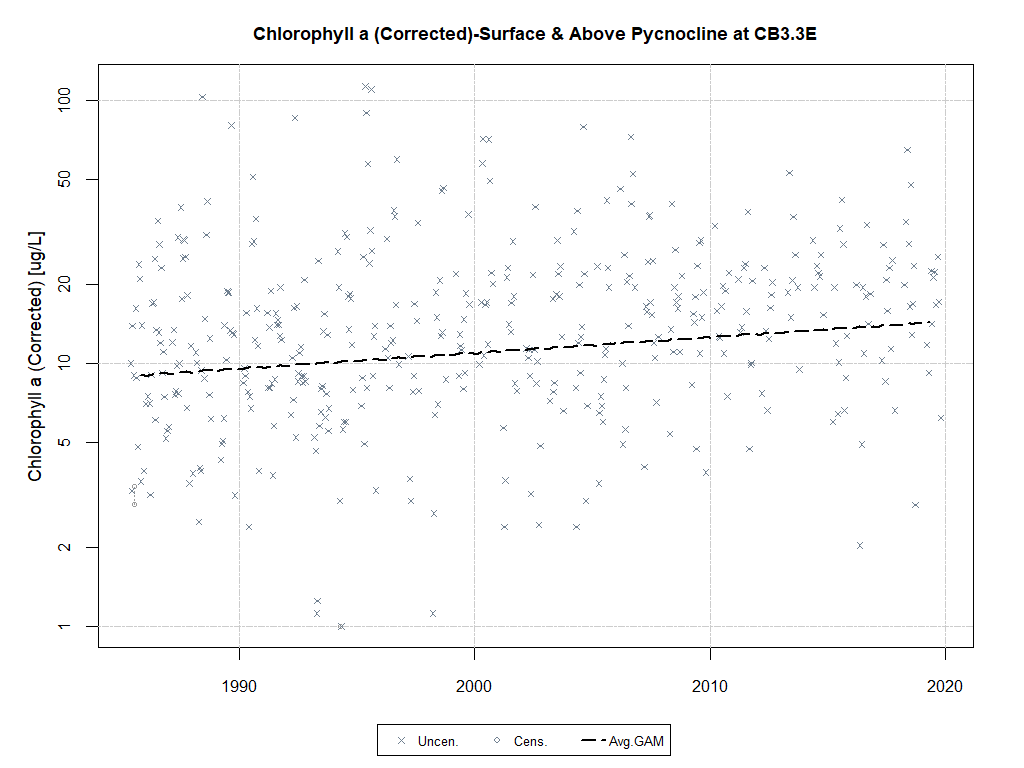 Chlorophyll a (Corrected)-Surface & Above Pycnocline at CB3.3E
Chlorophyll a (Corrected) [ug/L]
100
50
20
10
5
2
1
1990 2000 2010 2020
Uncen. Cens. Avg.GAM